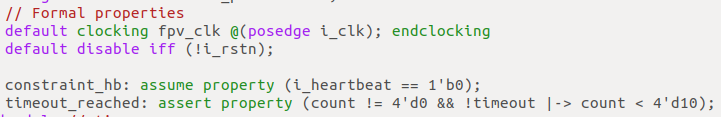 // Formal properties
default clocking fpv_clk @(posedge i_clk); endclocking
default disable iff (!i_rstn);
constraint_hb: assume property (i_heartbeat == 1'b0);
timeout_reached: assert property (count != 4'd0 && !timeout |-> count < 4'd10);